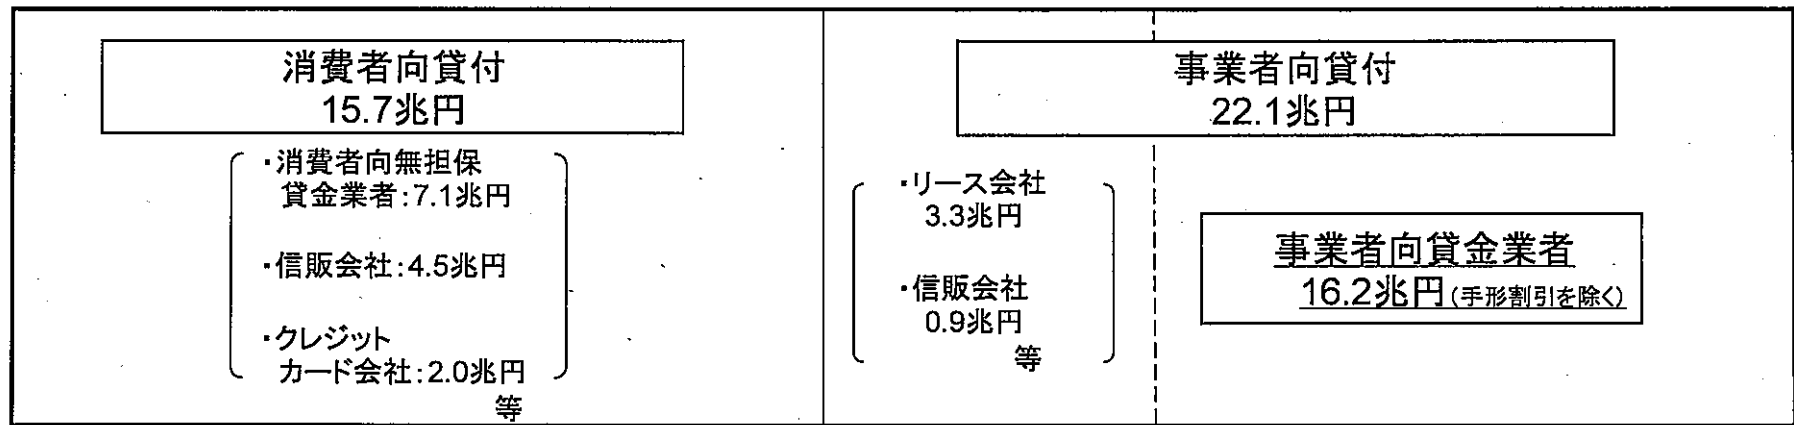 消費者向貸付
15.7兆円
・消費者向無担保
貸金業者:7.1兆円
・信販会社:4.5兆円
・クレジット
カード会社:2.0兆円
等
事業者向貸付
22.1兆円
・リース会社
3.3兆円
・信販会社
0.9兆円
等
事業者向貸金業者
16.2兆円(手形割引を除く)